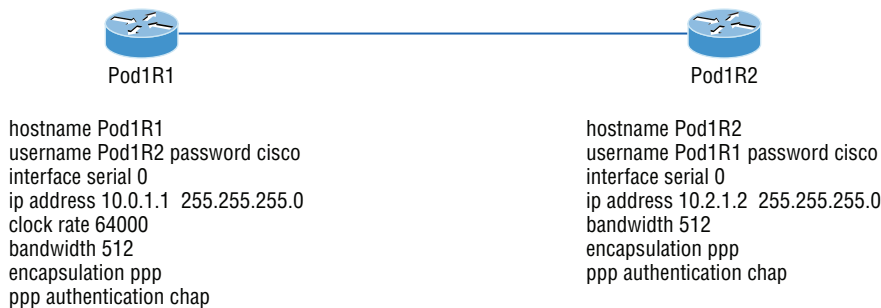 Pod1R1
Pod1R2
hostname Pod1R1
username Pod1R2 password cisco
interface serial 0
ip address 10.0.1.1 255.255.255.0
clock rate 64000
bandwidth 512
encapsulation ppp
ppp authentication chap
hostname Pod1R2
username Pod1R1 password cisco
interface serial 0
ip address 10.2.1.2 255.255.255.0
bandwidth 512
encapsulation ppp
ppp authentication chap